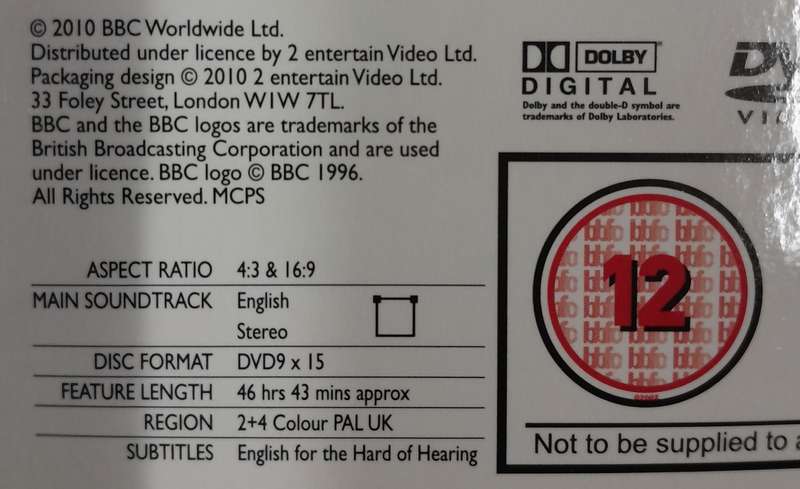 © 2010 BBC Worldwide Ltd.
Distributed under licence by 2 entertain Video Ltd.
Packaging design © 2010 2 entertain Video Ltd.
33 Foley Street, London W1W 7TL.
BBC and the BBC logos are trademarks of the
British Broadcasting Corporation and are used
under licence. BBC logo © BBC 1996.
All Rights Reserved. MCPS
DOLBY
DIGITAL
Dolby and the double-D symbol are
trademarks of Dolby Laboratories.
ASPECT RATIO 4:3 & 16:9
MAIN SOUNDTRACK English
Stereo
DISC FORMAT DVD9 x 15
FEATURE LENGTH 46 hrs 43 mins approx
REGION 2+4 Colour PAL UK
SUBTITLES English for the Hard of Hearing
bbfc
12
Not to be supplied to